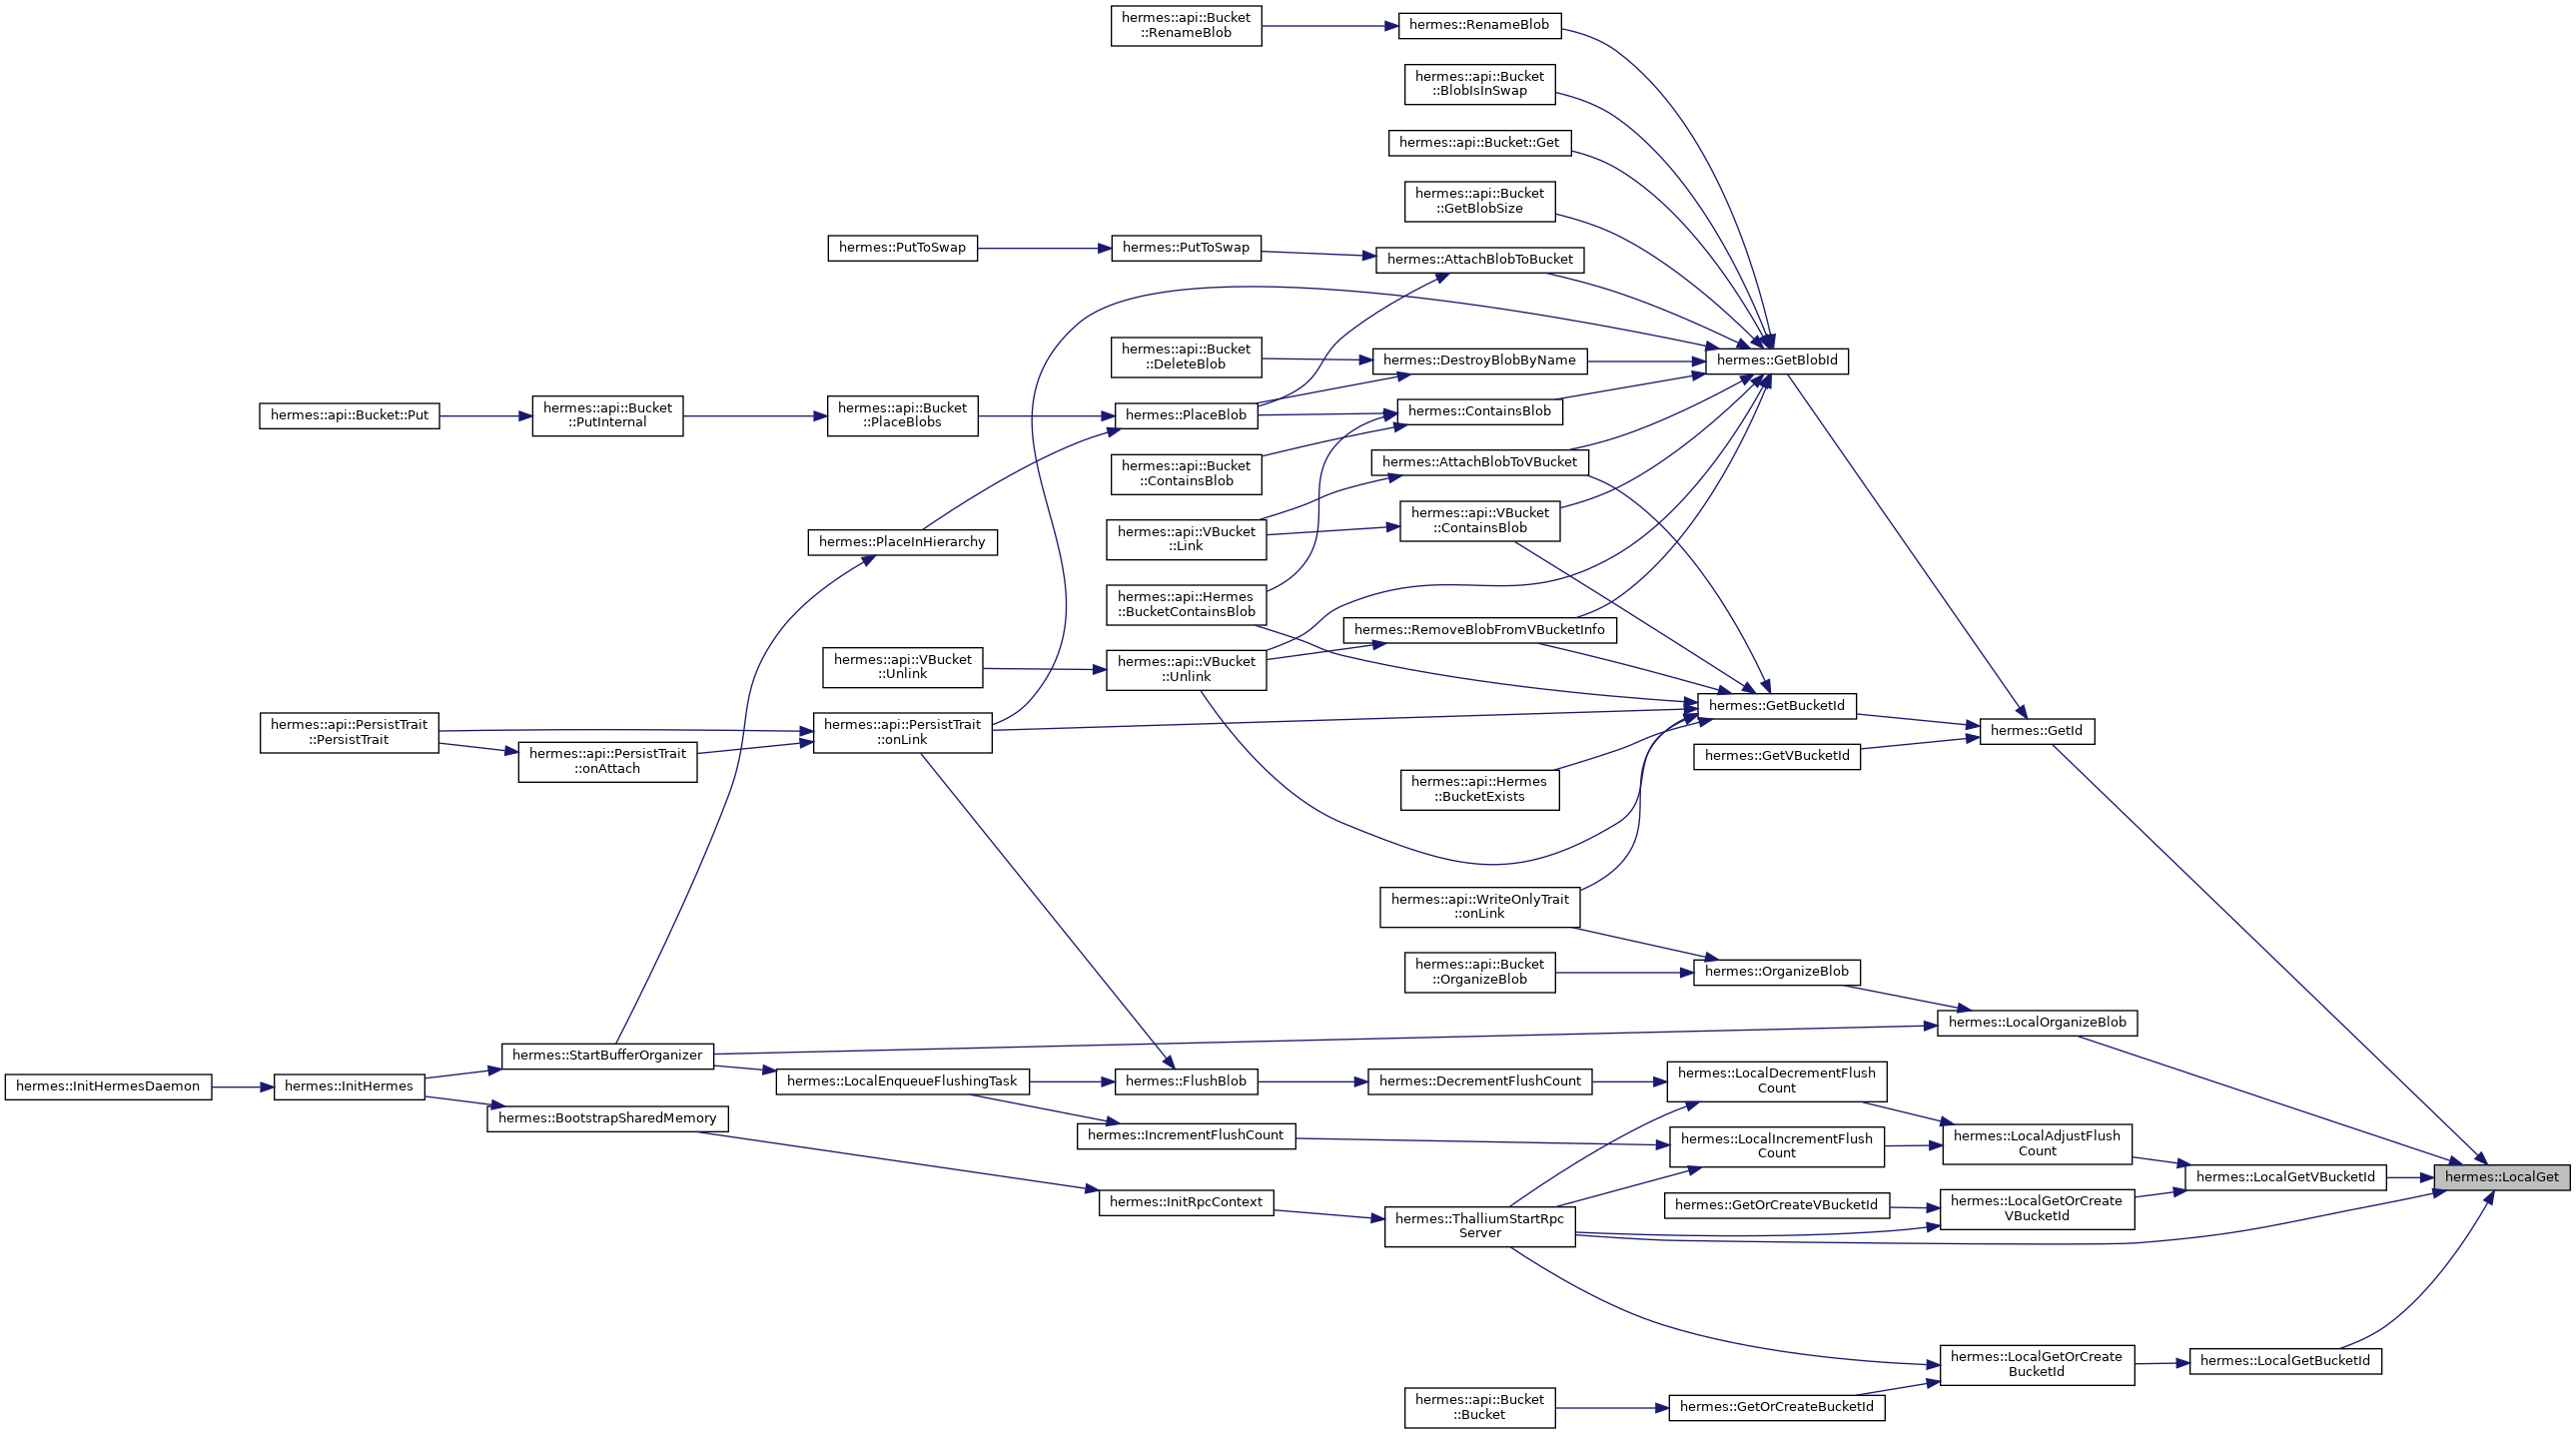 hermes::api::Bucket
::RenameBlob
hermes::RenameBlob
hermes::api::Bucket
::BlobIsInSwap
hermes::api::Bucket::Get
hermes::api::Bucket
::GetBlobSize
hermes::PutToSwap
hermes::PutToSwap
hermes::AttachBlobToBucket
hermes::api::Bucket
::DeleteBlob
hermes::DestroyBlobByName
hermes::GetBlobId
hermes::api::Bucket::Put
hermes::api::Bucket
::PutInternal
hermes::api::Bucket
::PlaceBlobs
hermes::PlaceBlob
hermes::ContainsBlob
hermes::api::Bucket
::ContainsBlob
hermes::AttachBlobToVBucket
hermes::PlaceInHierarchy
hermes::api::VBucket
::Link
hermes::api::VBucket
::ContainsBlob
hermes::api::Hermes
::BucketContainsBlob
hermes::RemoveBlobFromVBucketInfo
hermes::api::VBucket
::Unlink
hermes::api::VBucket
::Unlink
hermes::GetBucketId
hermes::api::PersistTrait
::PersistTrait
hermes::api::PersistTrait
::onAttach
hermes::api::PersistTrait
::onLink
hermes::GetId
hermes::GetVBucketId
hermes::api::Hermes
::BucketExists
hermes::api::WriteOnlyTrait
::onLink
hermes::api::Bucket
::OrganizeBlob
hermes::OrganizeBlob
hermes::LocalOrganizeBlob
hermes::StartBufferOrganizer
hermes::InitHermesDaemon
hermes::InitHermes
hermes::LocalEnqueueFlushingTask
hermes::FlushBlob
hermes::DecrementFlushCount
hermes::LocalDecrementFlush
Count
hermes::BootstrapSharedMemory
hermes::IncrementFlushCount
hermes::LocalIncrementFlush
Count
hermes::LocalAdjustFlush
Count
hermes::LocalGetVBucketId
hermes::LocalGet
hermes::InitRpcContext
hermes::ThalliumStartRpc
Server
hermes::GetOrCreateVBucketId
hermes::LocalGetOrCreate
VBucketId
hermes::LocalGetOrCreate
BucketId
hermes::LocalGetBucketId
hermes::api::Bucket
::Bucket
hermes::GetOrCreateBucketId